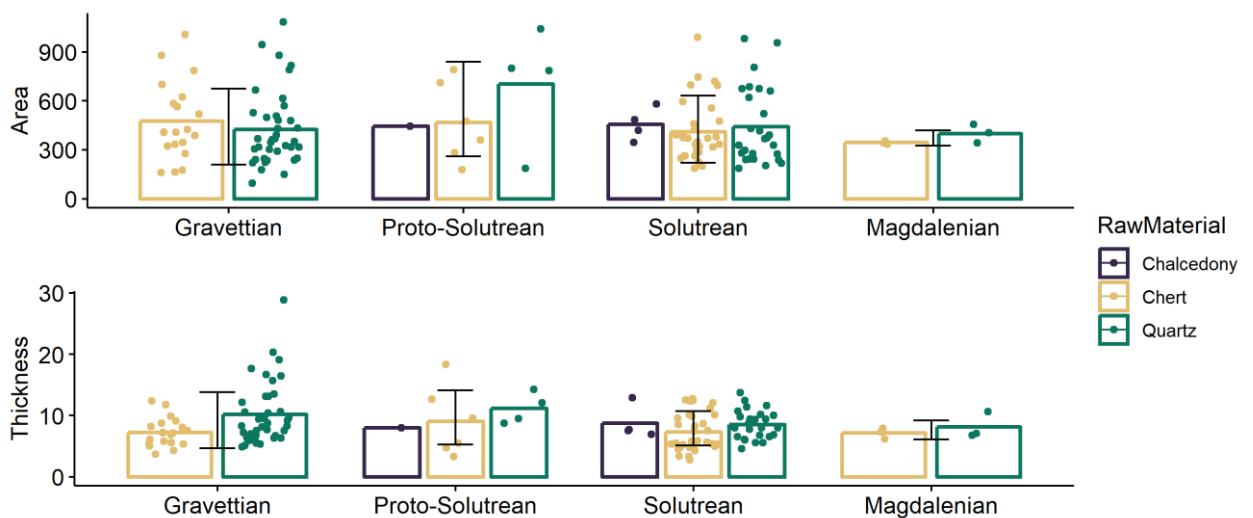 Area
900
600
300
0
Gravettian Proto-Solutrean Solutrean Magdalenian
Thickness
30
20
10
0
Gravettian Proto-Solutrean Solutrean Magdalenian
RawMaterial
Chalcedony
Chert
Quartz